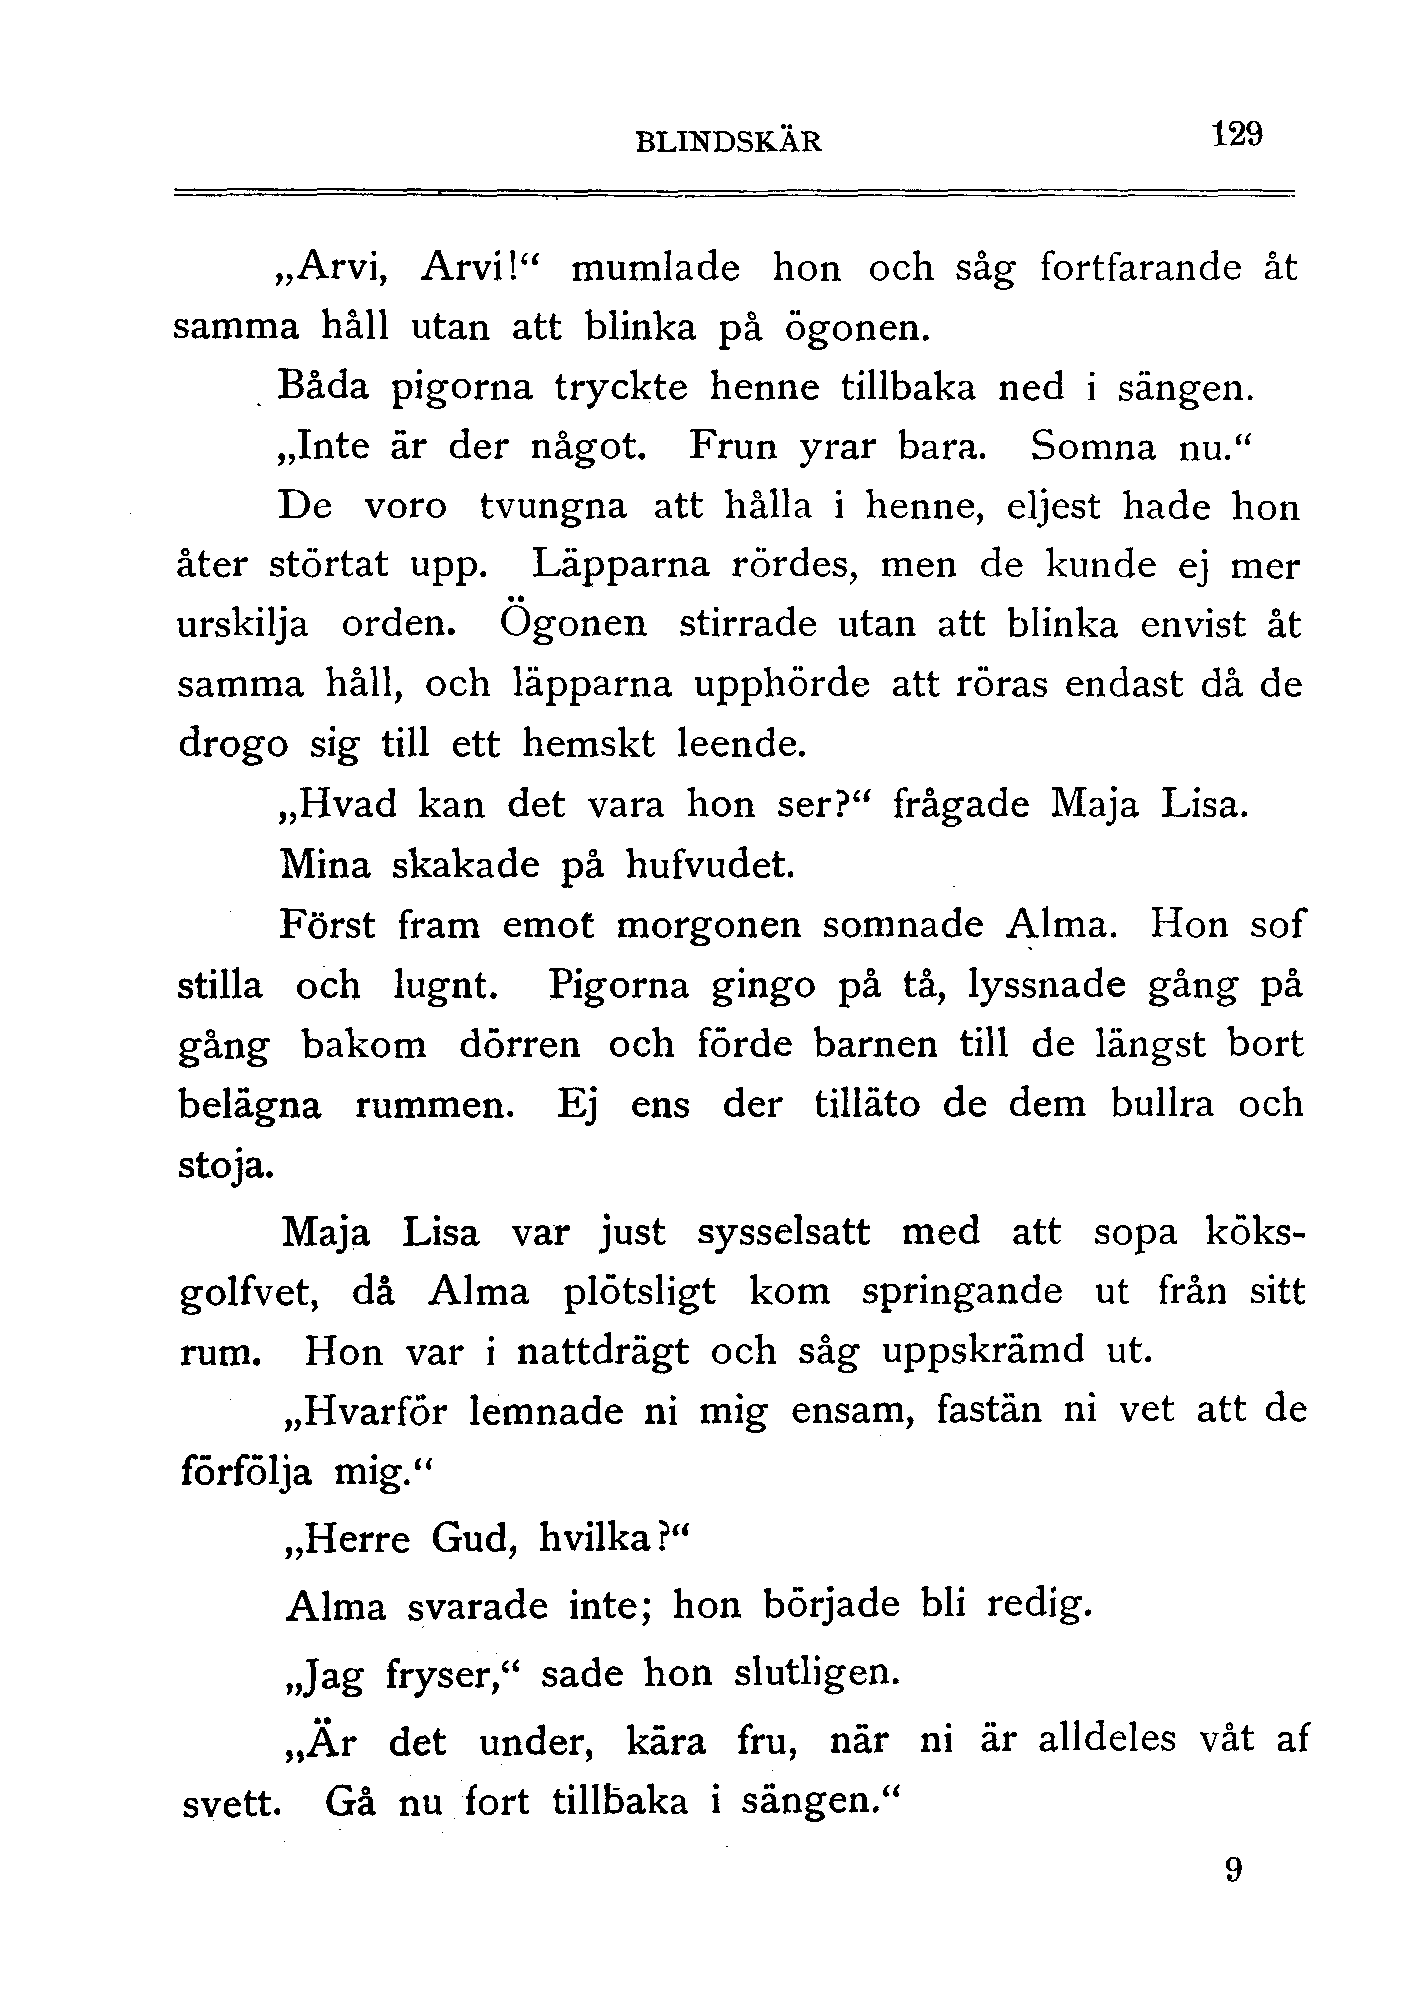 BLINDSKÄR 129
„Arvi, Arvi!“ mumlade hon och såg fortfarande åt
samma håll utan att blinka på ögonen.
Båda pigorna tryckte henne tillbaka ned i sängen.
„Inte är der något. Frun yrar bara. Somna nu.“
De voro tvungna att hålla i henne, eljest hade hon
åter störtat upp. Läpparna rördes, men de kunde ej mer
urskilja orden. Ögonen stirrade utan att blinka envist åt
samma håll, och läpparna upphörde att röras endast då de
drogo sig till ett hemskt leende.
„Hvad kan det vara hon ser?“ frågade Maja Lisa.
Mina skakade på hufvudet.
Först fram emot morgonen somnade Alma. Hon sof
stilla och lugnt. Pigorna gingo på tå, lyssnade gång på
gång bakom dörren och förde barnen till de längst bort
belägna rummen. Ej ens der tilläto de dem bullra och
stoja.
Maja Lisa var just sysselsatt med att sopa köks-
golfvet, då Alma plötsligt kom springande ut från sitt
rum. Hon var i nattdrägt och såg uppskrämd ut.
„Hvarför lemnade ni mig ensam, fastän ni vet att de
förfölja mig.“
„Herre Gud, hvilka?“
Alma svarade inte; hon började bli redig.
„Jag fryser,“ sade hon slutligen.
„Är det under, kära fru, när ni är alldeles våt af
svett. Gå nu fort tillbaka i sängen.“
9